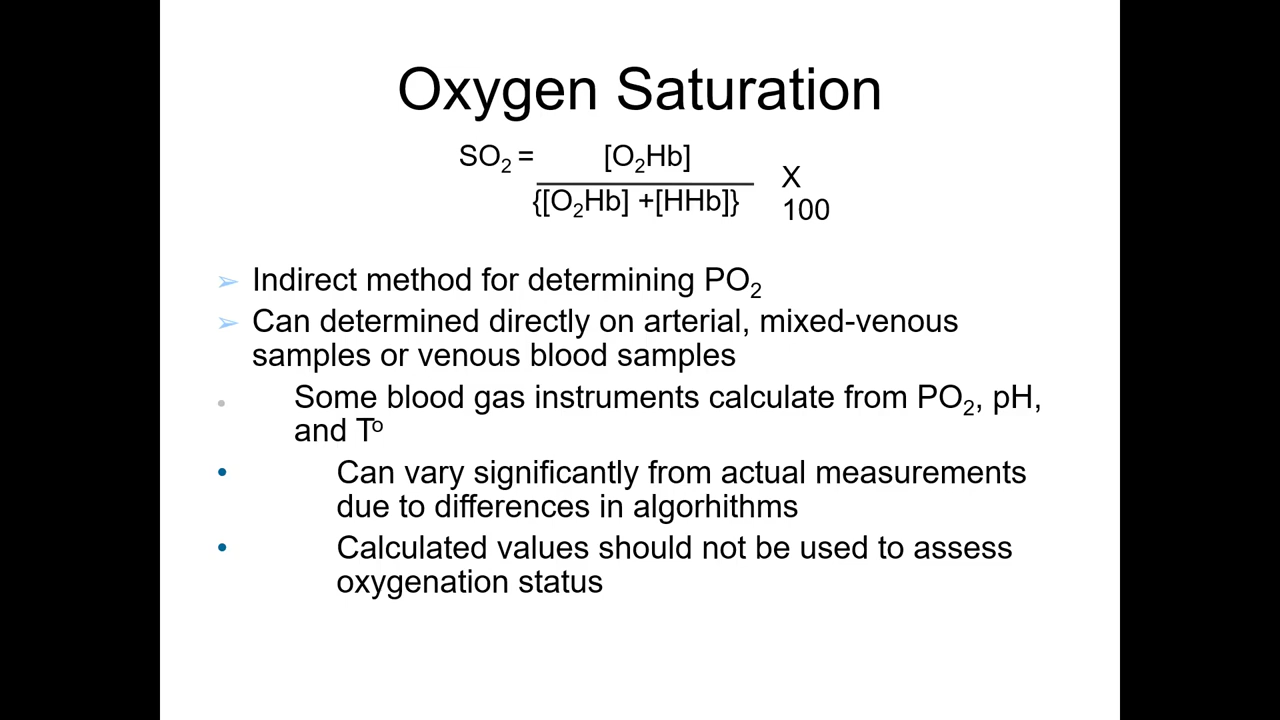 Oxygen Saturation
SO₂ = [O₂Hb]
{[O₂Hb] +[HHb]}
X
100
➢ Indirect method for determining PO₂
➢ Can determined directly on arterial, mixed-venous
samples or venous blood samples
• Some blood gas instruments calculate from PO₂, pH,
and Tº
• Can vary significantly from actual measurements
due to differences in algorhithms
• Calculated values should not be used to assess
oxygenation status